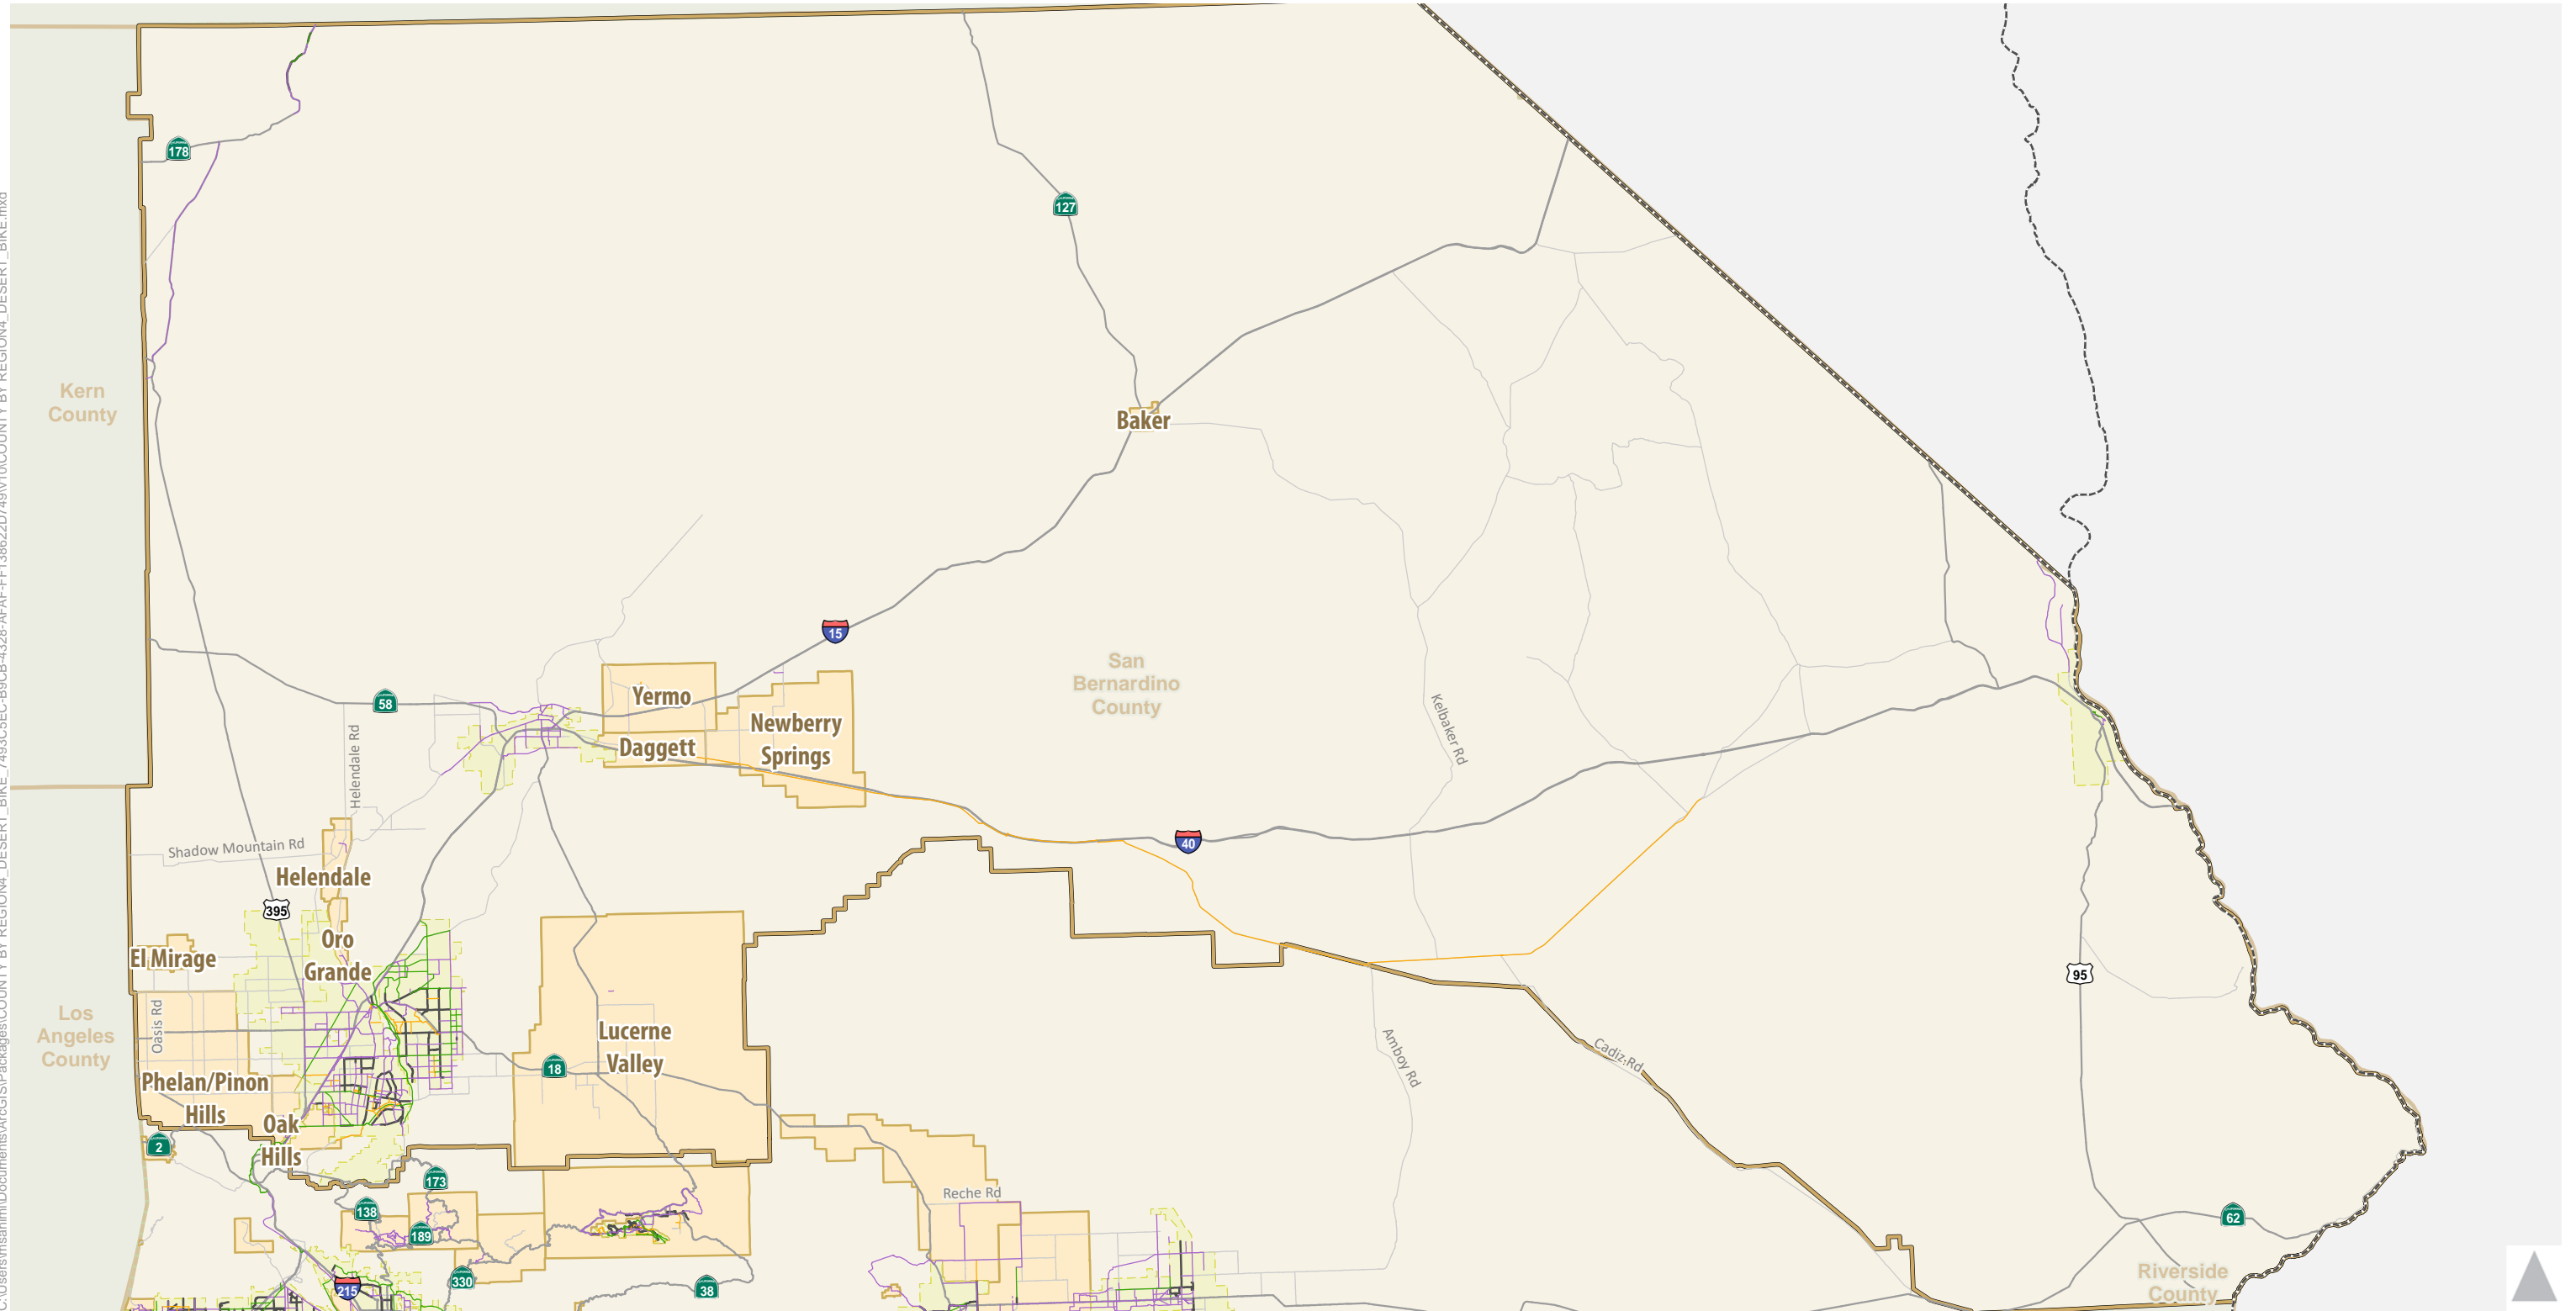 178
127
Kern
County
Baker
15
San
Bernardino
County
Yermo
58
Newberry
Springs
Daggett
Kelbaker Rd
Helendale Rd
40
Shadow Mountain Rd
Helendale
395
Oro
Grande
El Mirage
95
Los
Angeles
County
Oasis Rd
Lucerne
Valley
18
Amboy Rd
Cadiz Rd
Phelan/Pinon
Hills
Oak
Hills
2
173
Reche Rd
138
189
62
330
215
38
Riverside
County